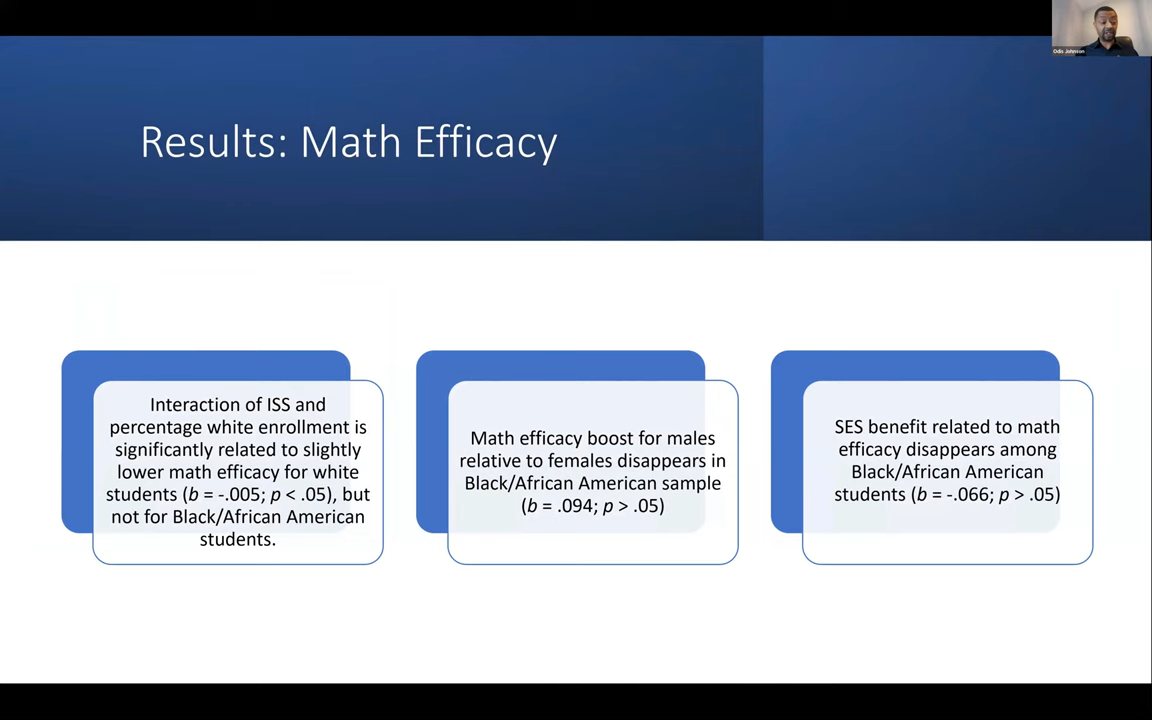 Odis Johnson
Results: Math Efficacy
Interaction of ISS and
percentage white enrollment is
significantly related to slightly
lower math efficacy for white
students (b = -.005; p < .05), but
not for Black/African American
students.
Math efficacy boost for males
relative to females disappears in
Black/African American sample
(b = .094; p > .05)
SES benefit related to math
efficacy disappears among
Black/African American
students (b = -.066; p > .05)